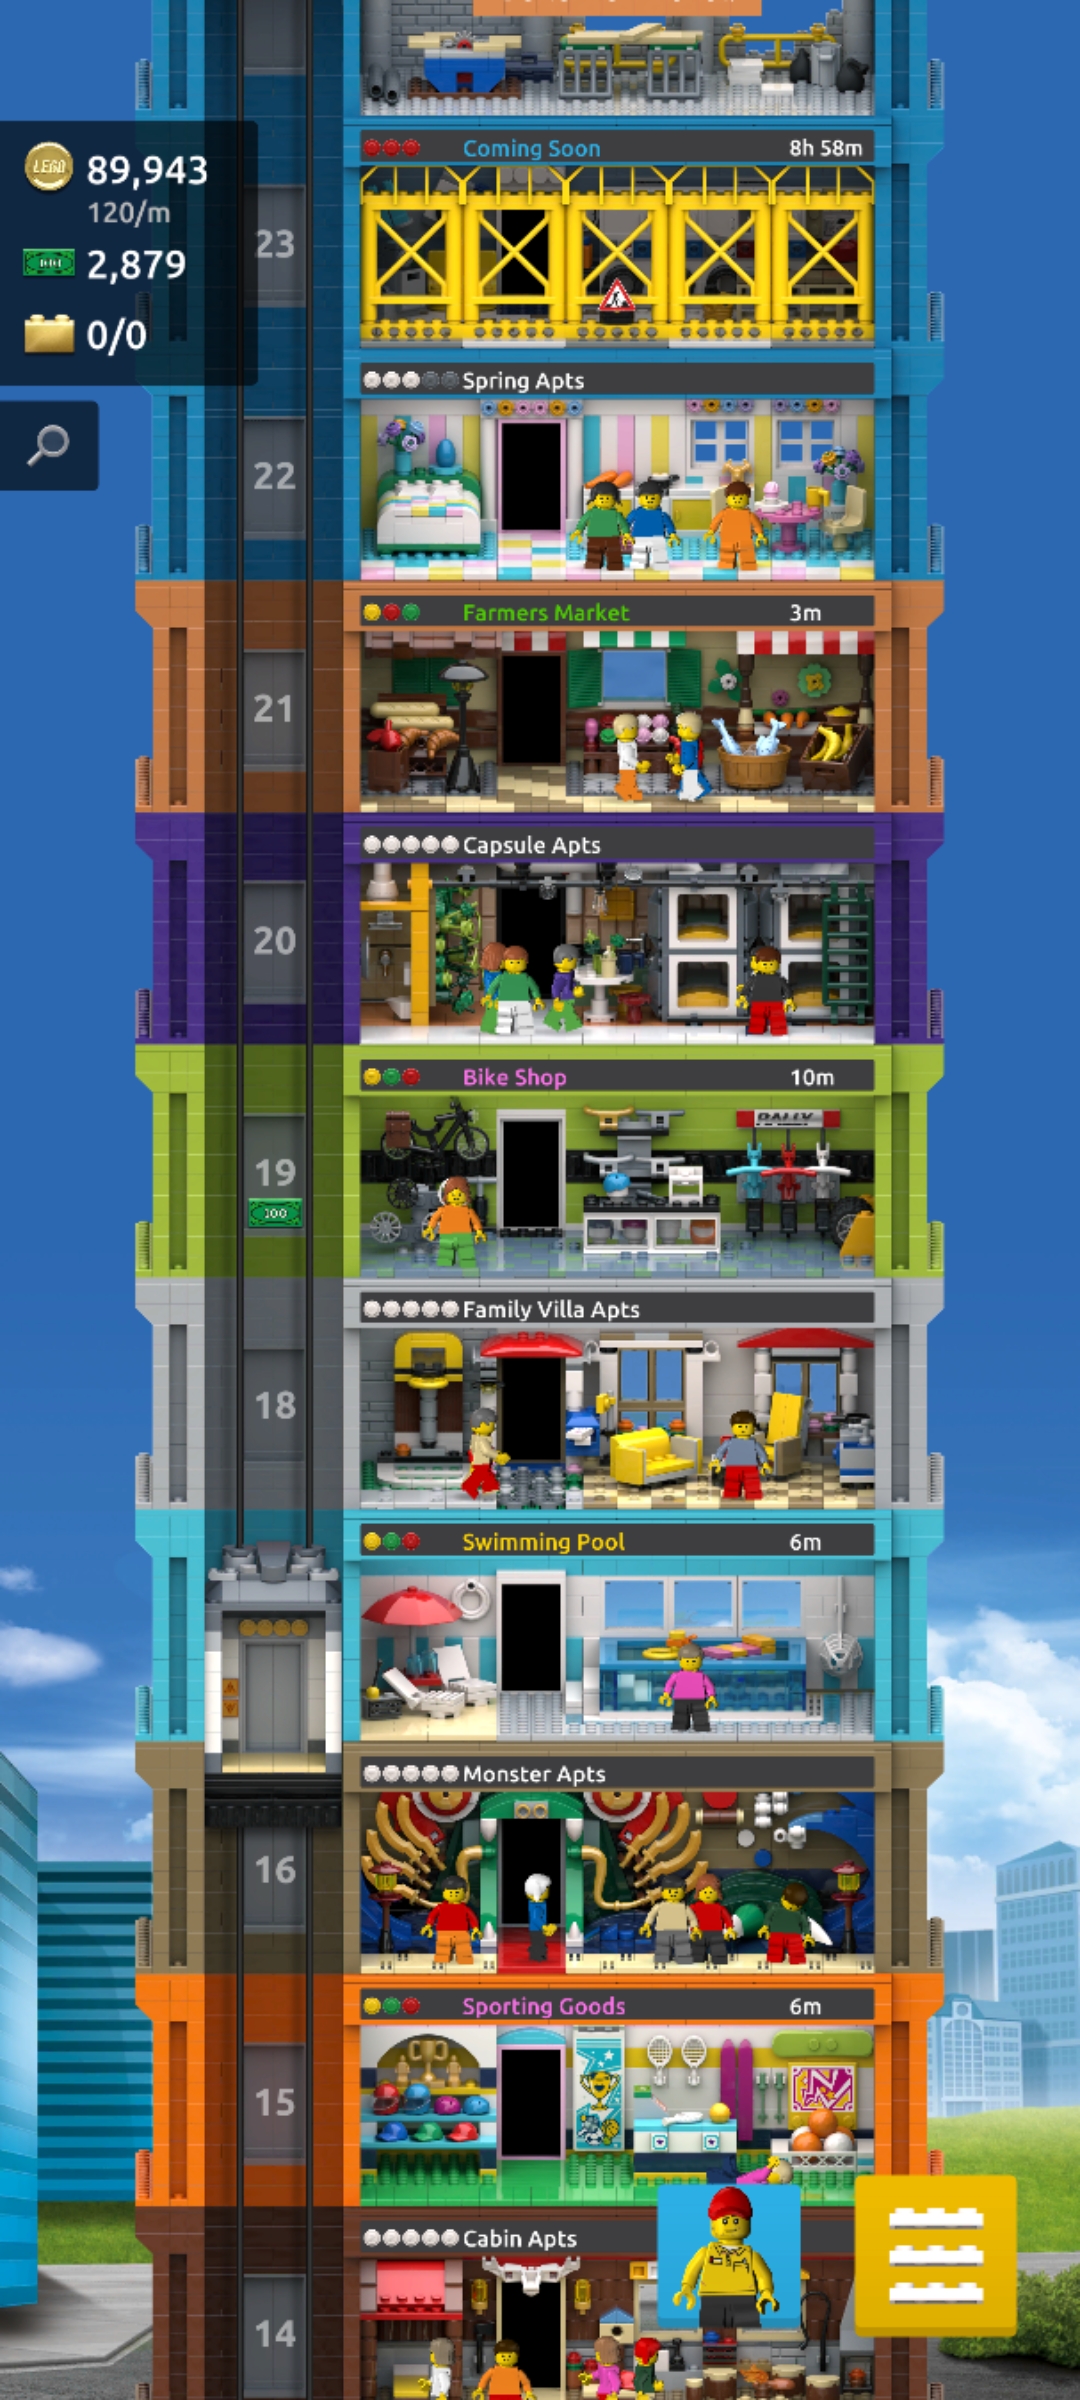 Coming Soon 8h 58m
LEGO 89,943
120/m
2,879
0/0
23
Spring Apts
22
Farmers Market 3m
21
Capsule Apts
20
Bike Shop 10m
RALLY
19
100
Family Villa Apts
18
Swimming Pool 6m
Monster Apts
16
Sporting Goods 6m
15
Cabin Apts
14